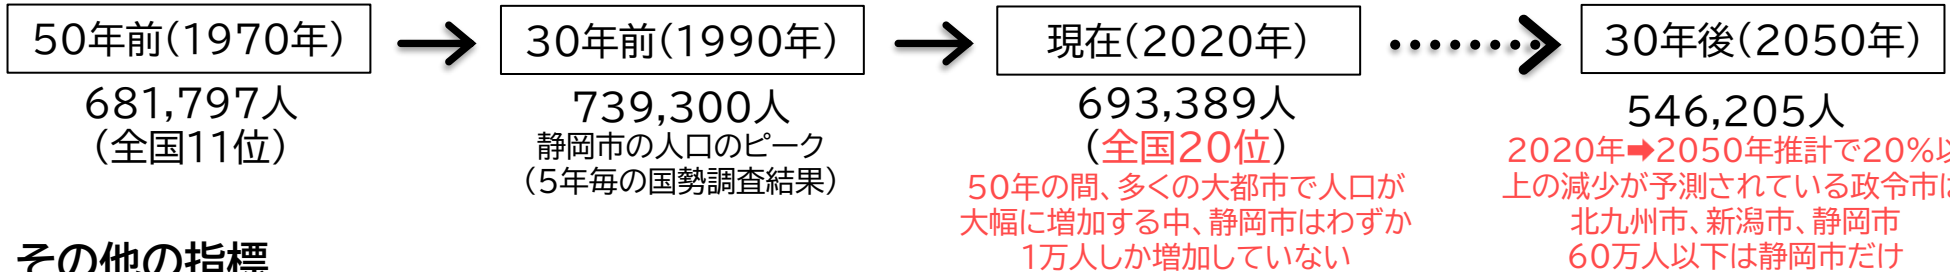 50年前(1970年)
681,797人
(全国11位)
30年前(1990年)
739,300人
静岡市の人口のピーク
(5年毎の国勢調査結果)
現在(2020年)
693,389人
(全国20位)
50年の間、多くの大都市で人口が
大幅に増加する中、静岡市はわずか
1万人しか増加していない
30年後(2050年)
546,205人
2020年➡2050年推計で20%以
上の減少が予測されている政令市は
北九州市、新潟市、静岡市
60万人以下は静岡市だけ
その他の指標